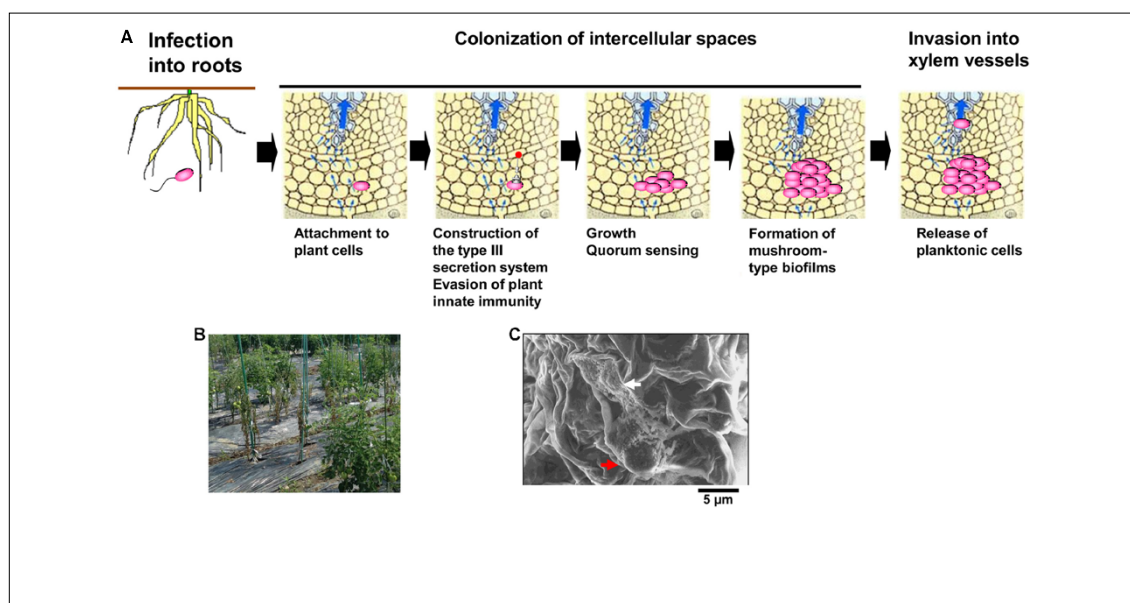 A
Infection
into roots
Colonization of intercellular spaces
Invasion into
xylem vessels
Attachment to
plant cells
Construction of
the type III
secretion system
Evasion of plant
innate immunity
Growth
Quorum sensing
Formation of
mushroom-
type biofilms
Release of
planktonic cells
B
C
5 µm